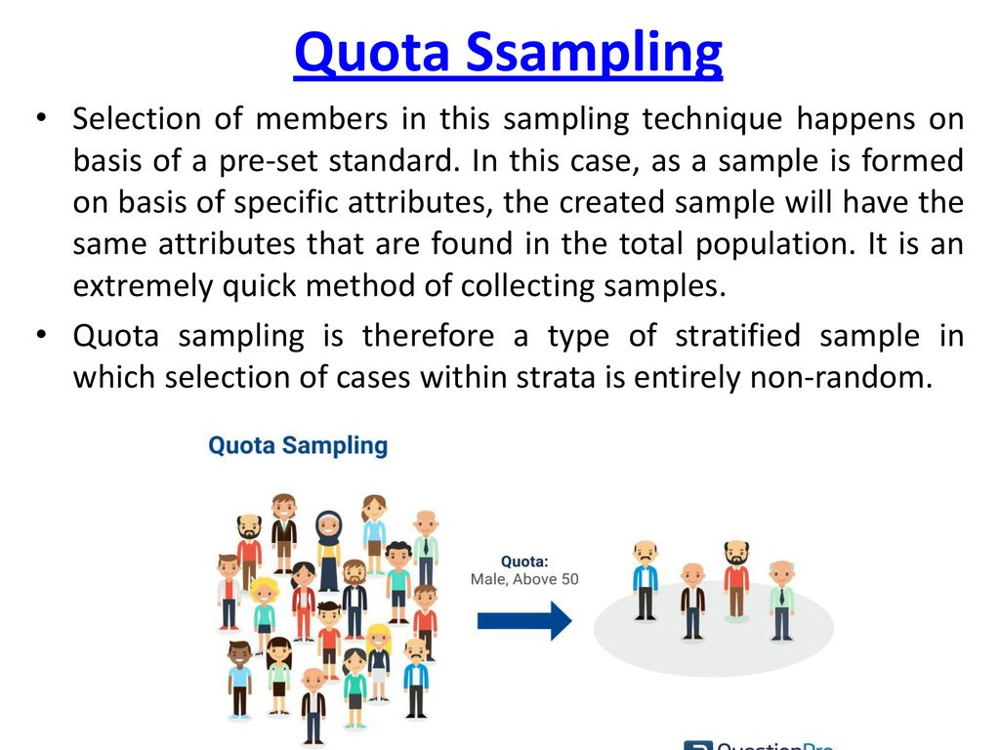 Quota Ssampling
• Selection of members in this sampling technique happens on
basis of a pre-set standard. In this case, as a sample is formed
on basis of specific attributes, the created sample will have the
same attributes that are found in the total population. It is an
extremely quick method of collecting samples.
• Quota sampling is therefore a type of stratified sample in
which selection of cases within strata is entirely non-random.
Quota Sampling
Quota:
Male, Above 50
QuestionPro